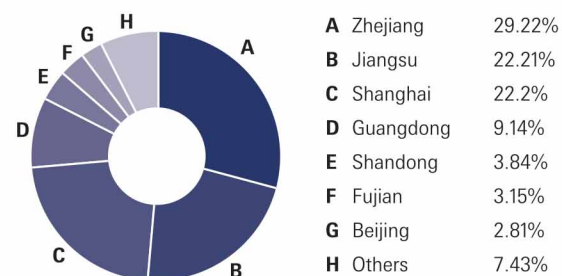 A Zhejiang 29.22%
B Jiangsu 22.21%
C Shanghai 22.2%
D Guangdong 9.14%
E Shandong 3.84%
F Fujian 3.15%
G Beijing 2.81%
H Others 7.43%
A
B
C
D
E
F
G
H